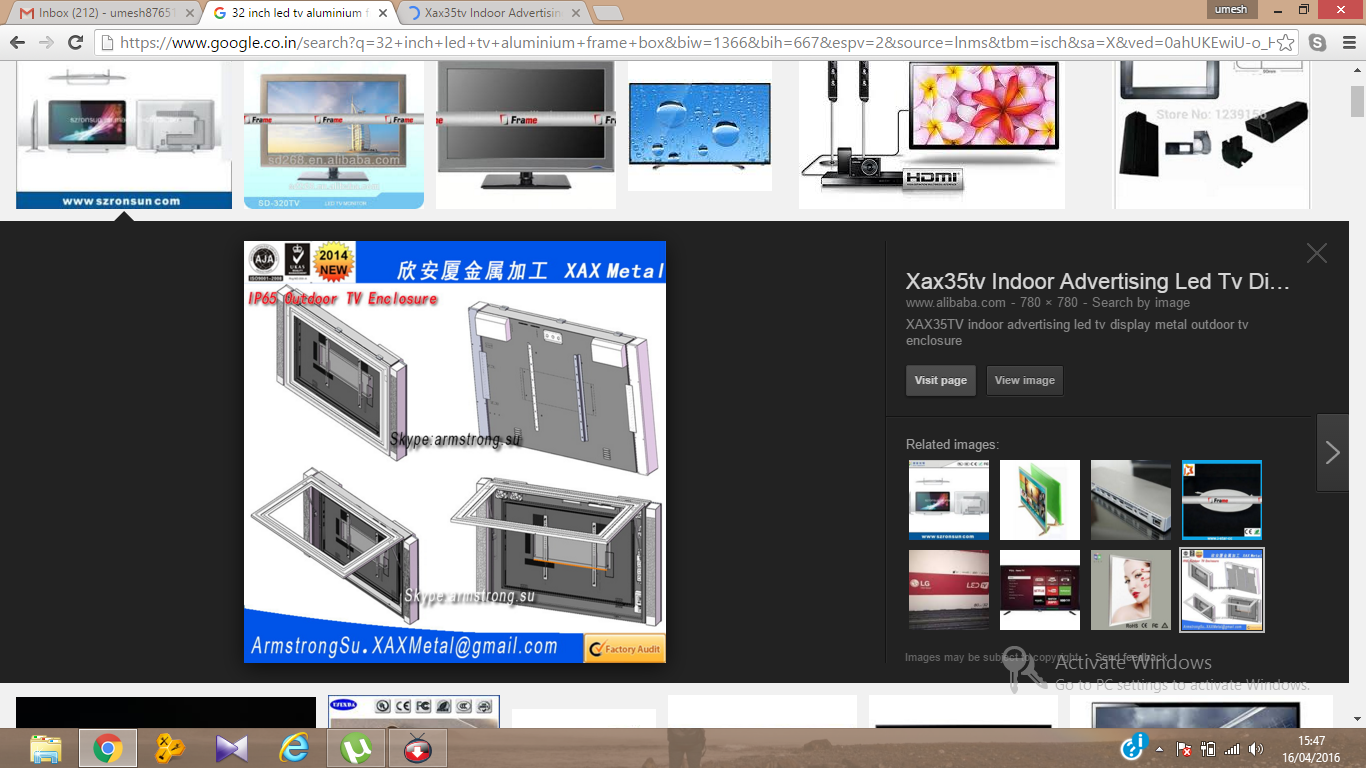 Inbox (212) - umesh8765
32 inch led tv aluminium f
Xax35tv Indoor Advertisin
umesh
https://www.google.co.in/search?q=32+inch+led+tv+aluminium+frame+box&biw=1366&bih=667&espv=2&source=lnms&tbm=isch&sa=X&ved=0ahUKEwiU-o_H
www.szronsun.com
Frame
sd268.en.alibaba.com
SD-320TV
LED TV MONITOR
Frame
HDMI
Store No: 1239156
AJA
UKAS
2014
NEW
欣安厦金属加工 XAX Metal
IP65 Outdoor TV Enclosure
Skype:armstrong.su
Skype:armstrong.su
ArmstrongSu.XAXMetal@gmail.com
Factory Audit
Xax35tv Indoor Advertising Led Tv Di...
www.alibaba.com - 780 × 780 - Search by image
XAX35TV indoor advertising led tv display metal outdoor tv
enclosure
Visit page
View image
Related images:
Frame
LG
LED TV
Images may be subject to copyright.
Send feedback
Activate Windows
Go to PC settings to activate Windows.
15:47
16/04/2016